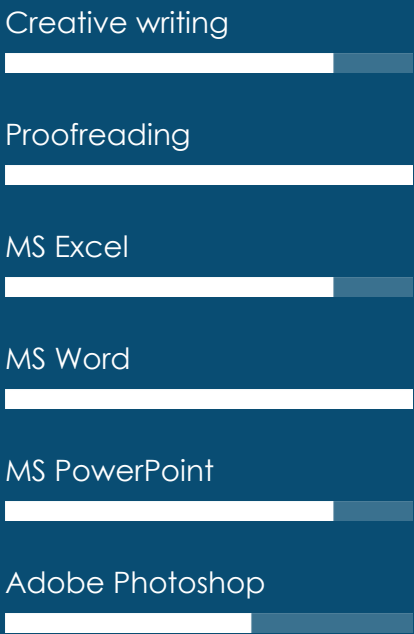 Creative writing
Proofreading
MS Excel
MS Word
MS PowerPoint
Adobe Photoshop